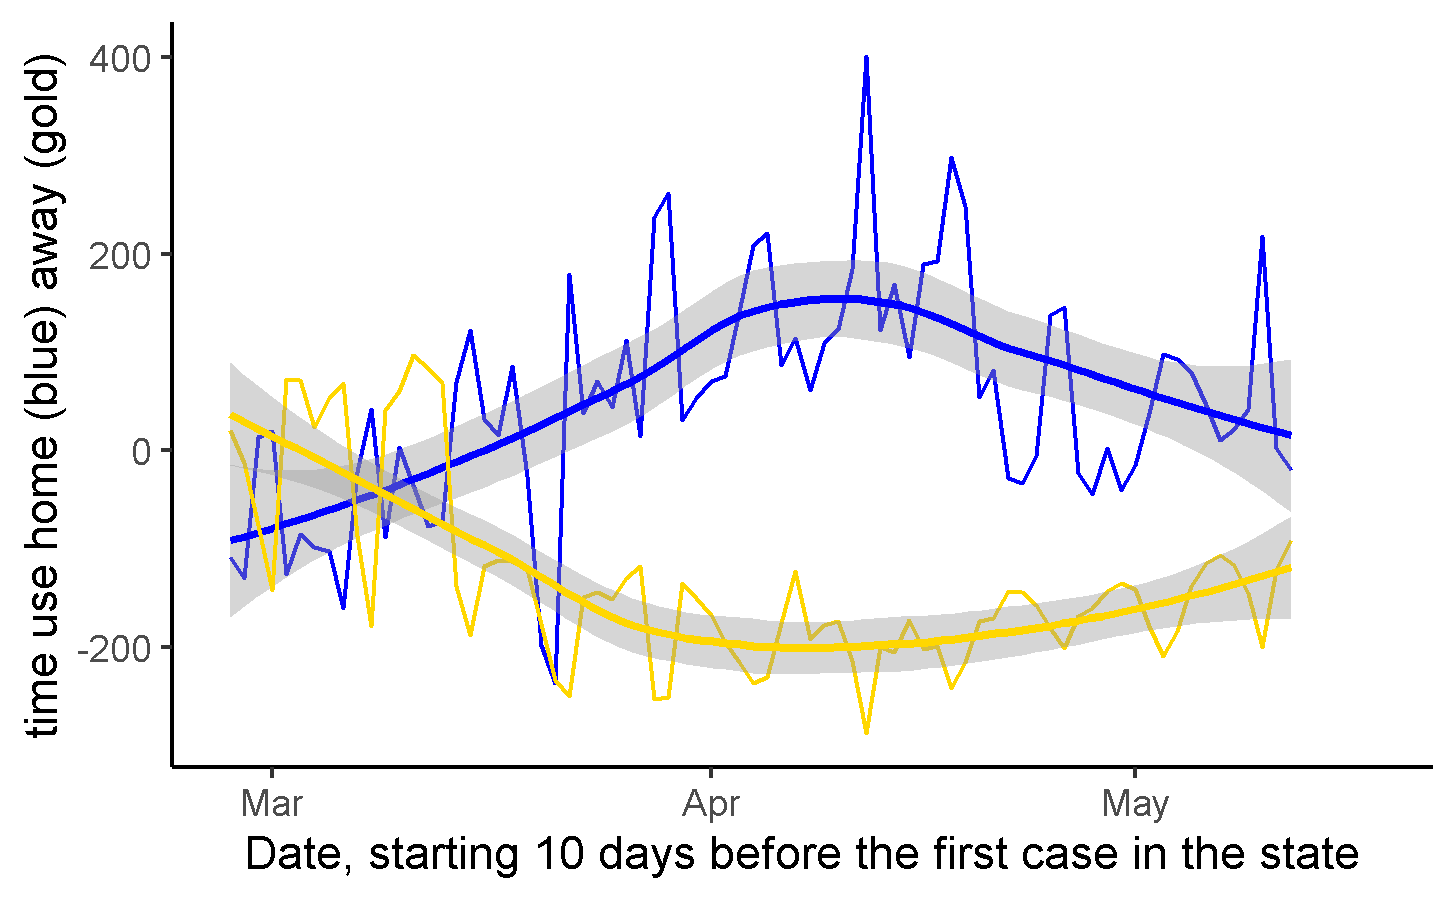 time use home (blue) away (gold)
400
200
0
-200
Mar Apr May
Date, starting 10 days before the first case in the state